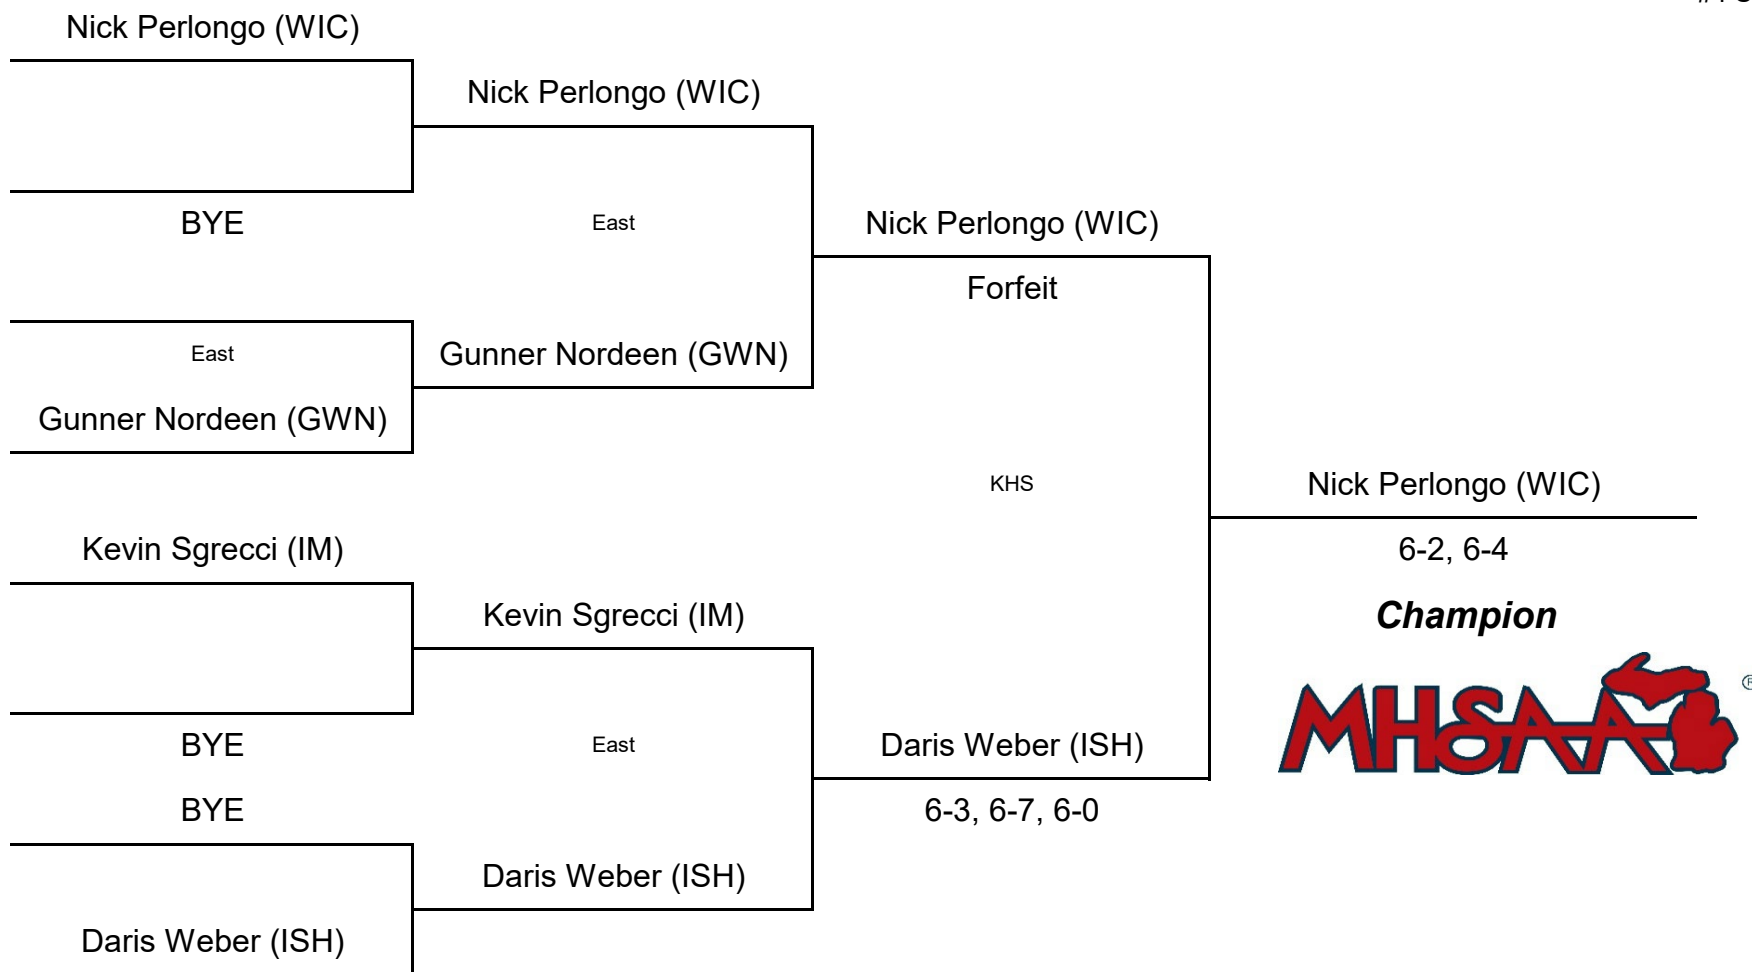 Nick Perlongo (WIC)
Nick Perlongo (WIC)
BYE
East
Nick Perlongo (WIC)
Forfeit
East
Gunner Nordeen (GWN)
Gunner Nordeen (GWN)
KHS
Nick Perlongo (WIC)
Kevin Sgrecci (IM)
6-2, 6-4
Kevin Sgrecci (IM)
Champion
MHSAA ®
BYE
East
Daris Weber (ISH)
BYE
6-3, 6-7, 6-0
Daris Weber (ISH)
Daris Weber (ISH)